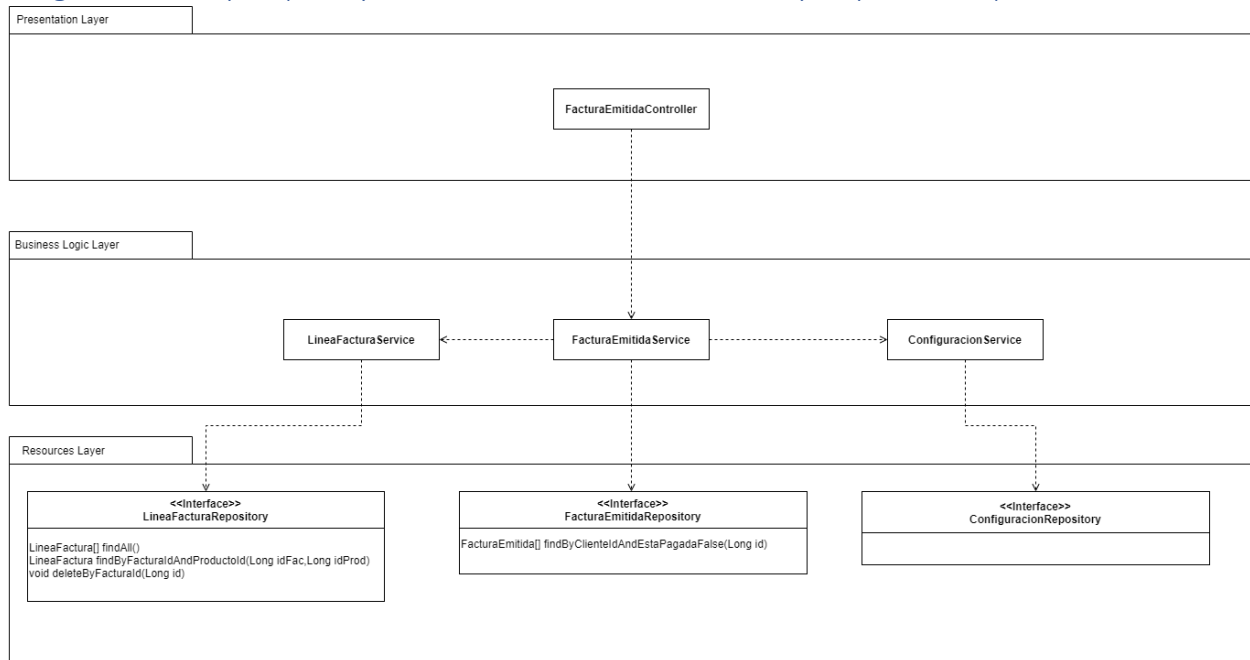 Presentation Layer
FacturaEmitidaController
Business Logic Layer
LineaFacturaService
FacturaEmitidaService
ConfiguracionService
Resources Layer
<<Interface>>
LineaFacturaRepository
LineaFactura[] findAll()
LineaFactura findByFacturaIdAndProductoId(Long idFac,Long idProd)
void deleteByFacturaId(Long id)
<<Interface>>
FacturaEmitidaRepository
FacturaEmitida[] findByClienteIdAndEstaPagadaFalse(Long id)
<<Interface>>
ConfiguracionRepository